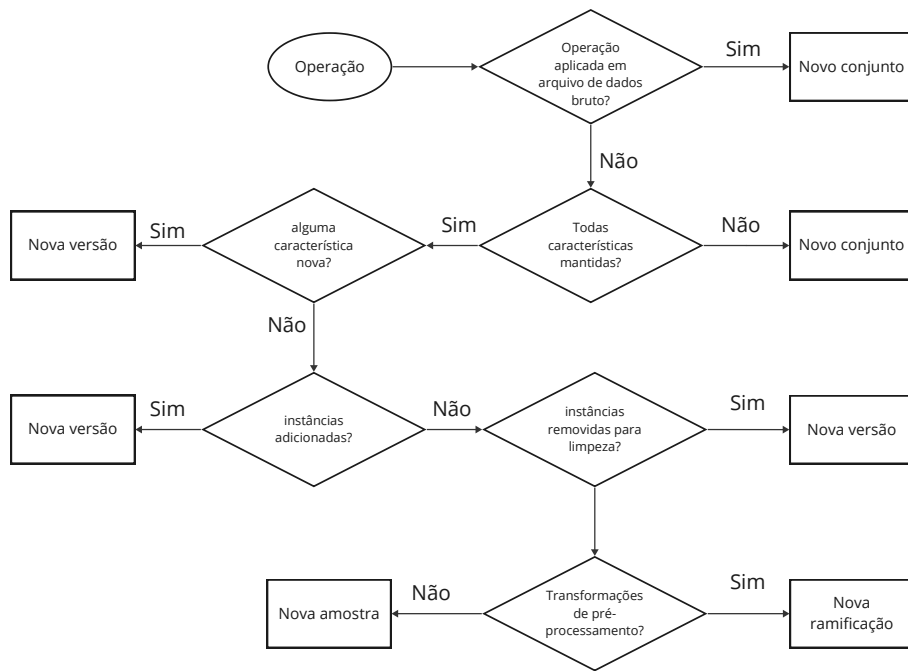 Operação
Operação
aplicada em
arquivo de dados
bruto?
Sim
Novo conjunto
Não
Nova versão
Sim
alguma
característica
nova?
Sim
Todas
características
mantidas?
Não
Novo conjunto
Não
Nova versão
Sim
instâncias
adicionadas?
Não
instâncias
removidas para
limpeza?
Sim
Nova versão
Nova amostra
Não
Transformações
de pré-
processamento?
Sim
Nova
ramificação